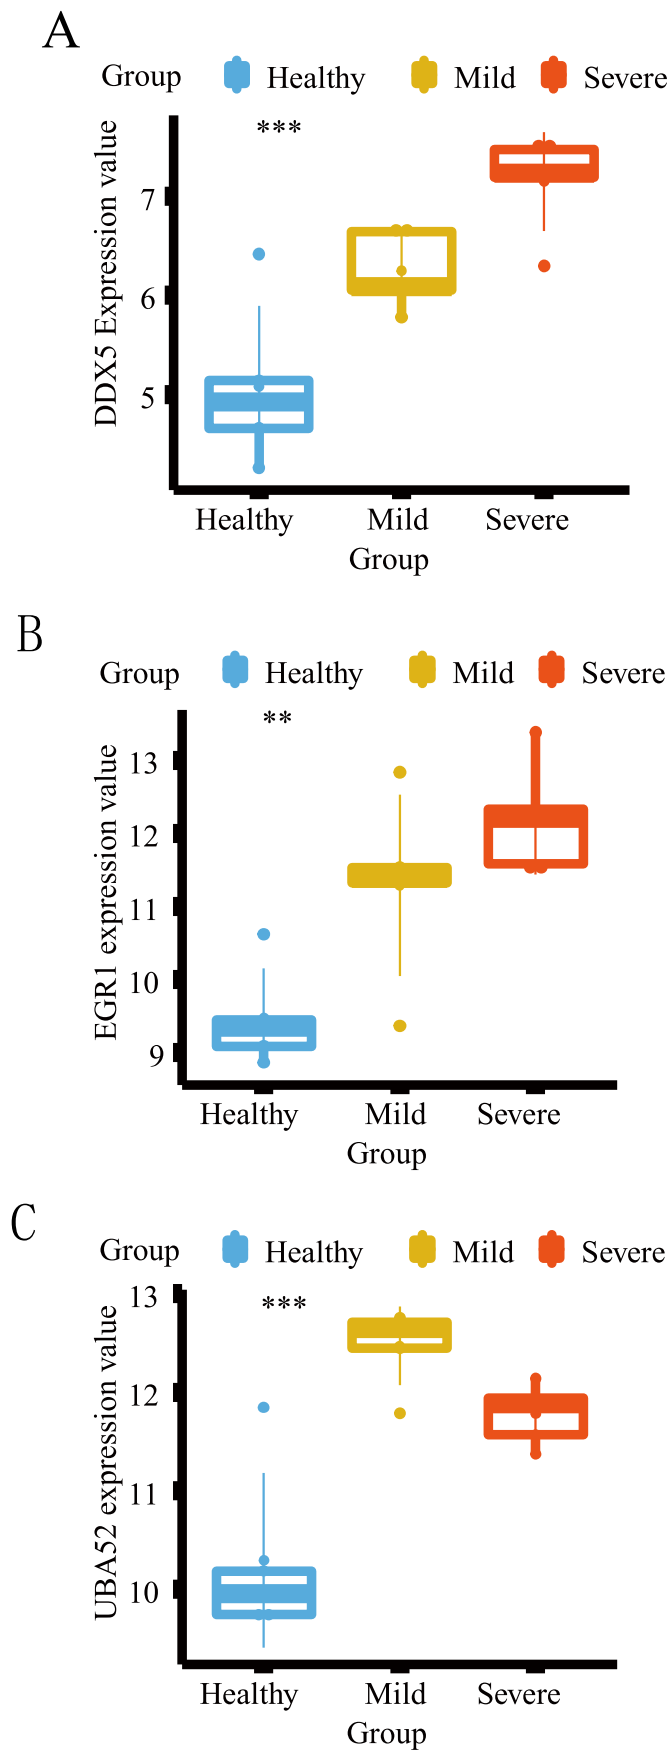 A
Group Healthy Mild Severe
***
DDX5 Expression value
7
6
5
Healthy Mild Severe
Group
B
Group Healthy Mild Severe
**
EGR1 expression value
13
12
11
10
9
Healthy Mild Severe
Group
C
Group Healthy Mild Severe
***
UBA52 expression value
13
12
11
10
Healthy Mild Severe
Group